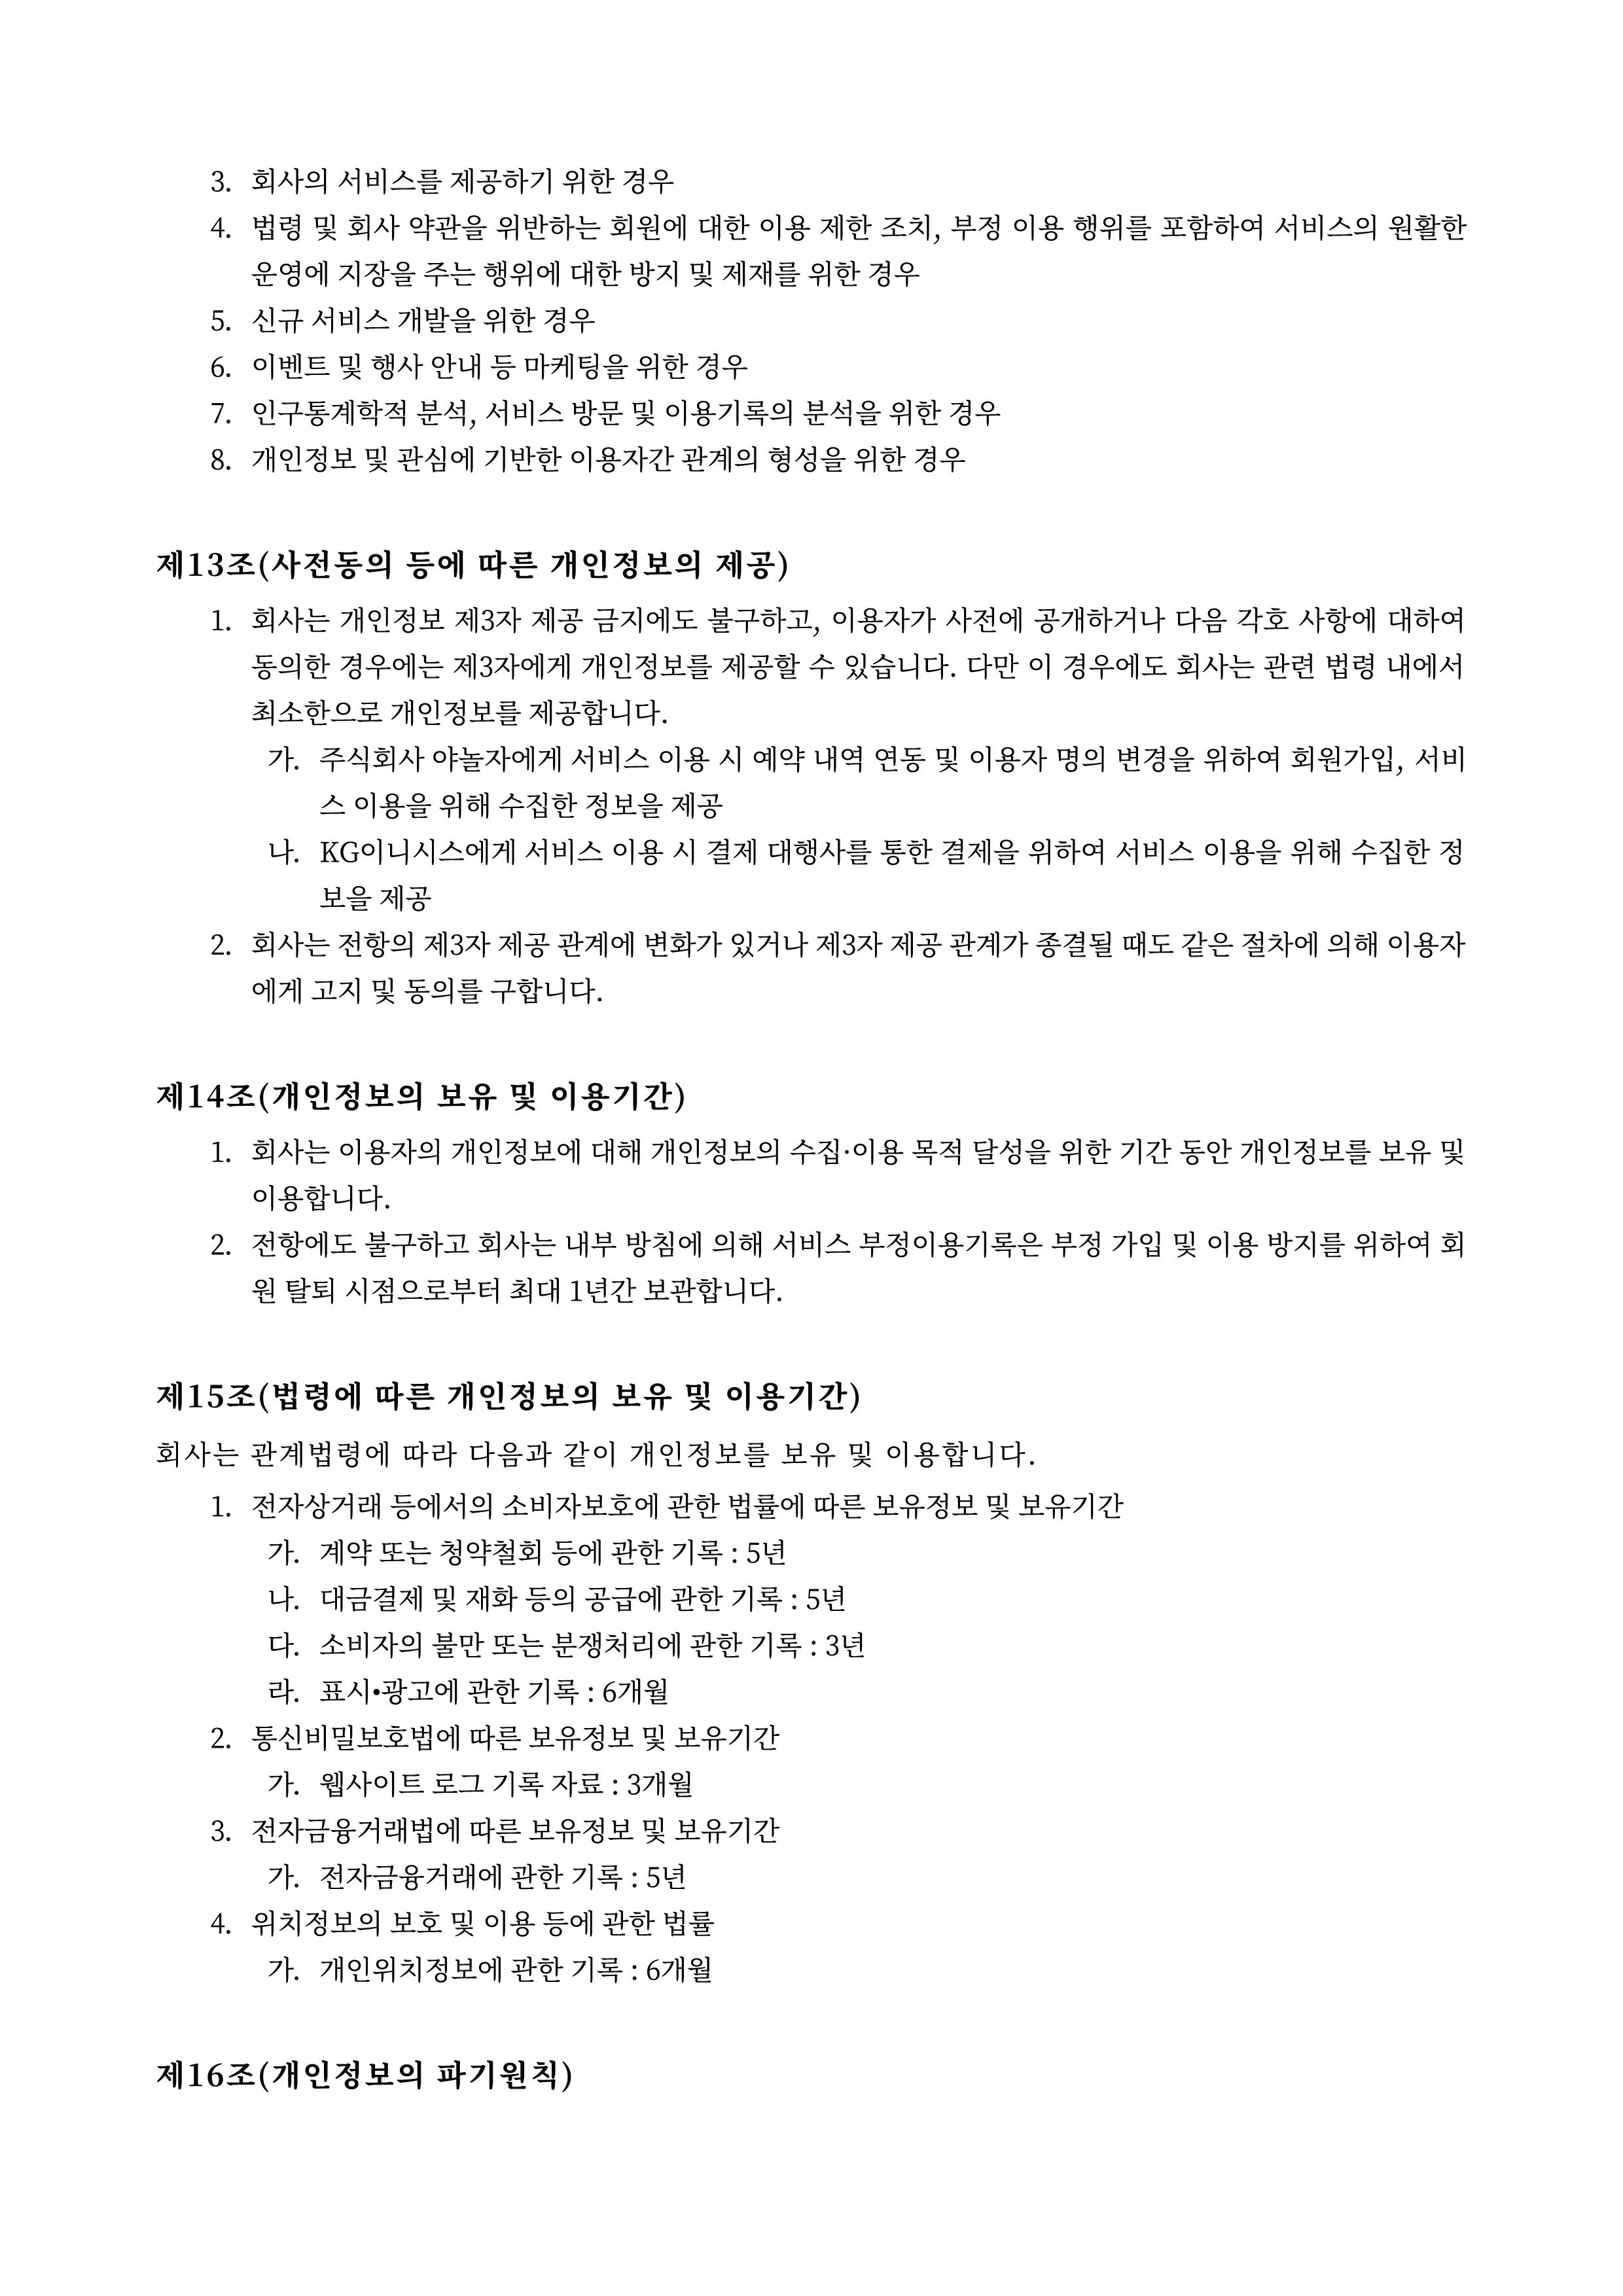 3. 회사의 서비스를 제공하기 위한 경우
4. 법령 및 회사 약관을 위반하는 회원에 대한 이용 제한 조치, 부정 이용 행위를 포함하여 서비스의 원활한
운영에 지장을 주는 행위에 대한 방지 및 제재를 위한 경우
5. 신규 서비스 개발을 위한 경우
6. 이벤트 및 행사 안내 등 마케팅을 위한 경우
7. 인구통계학적 분석, 서비스 방문 및 이용기록의 분석을 위한 경우
8. 개인정보 및 관심에 기반한 이용자간 관계의 형성을 위한 경우
제13조(사전동의 등에 따른 개인정보의 제공)
1. 회사는 개인정보 제3자 제공 금지에도 불구하고, 이용자가 사전에 공개하거나 다음 각호 사항에 대하여
동의한 경우에는 제3자에게 개인정보를 제공할 수 있습니다. 다만 이 경우에도 회사는 관련 법령 내에서
최소한으로 개인정보를 제공합니다.
가. 주식회사 야놀자에게 서비스 이용 시 예약 내역 연동 및 이용자 명의 변경을 위하여 회원가입, 서비
스 이용을 위해 수집한 정보을 제공
나. KG이니시스에게 서비스 이용 시 결제 대행사를 통한 결제을 위하여 서비스 이용을 위해 수집한 정
보을 제공
2. 회사는 전항의 제3자 제공 관계에 변화가 있거나 제3자 제공 관계가 종결될 때도 같은 절차에 의해 이용자
에게 고지 및 동의를 구합니다.
제14조(개인정보의 보유 및 이용기간)
1. 회사는 이용자의 개인정보에 대해 개인정보의 수집·이용 목적 달성을 위한 기간 동안 개인정보를 보유 및
이용합니다.
2. 전항에도 불구하고 회사는 내부 방침에 의해 서비스 부정이용기록은 부정 가입 및 이용 방지를 위하여 회
원 탈퇴 시점으로부터 최대 1년간 보관합니다.
제15조(법령에 따른 개인정보의 보유 및 이용기간)
회사는 관계법령에 따라 다음과 같이 개인정보를 보유 및 이용합니다.
1. 전자상거래 등에서의 소비자보호에 관한 법률에 따른 보유정보 및 보유기간
가. 계약 또는 청약철회 등에 관한 기록 : 5년
나. 대금결제 및 재화 등의 공급에 관한 기록 : 5년
다. 소비자의 불만 또는 분쟁처리에 관한 기록 : 3년
라. 표시•광고에 관한 기록 : 6개월
2. 통신비밀보호법에 따른 보유정보 및 보유기간
가. 웹사이트 로그 기록 자료 : 3개월
3. 전자금융거래법에 따른 보유정보 및 보유기간
가. 전자금융거래에 관한 기록 : 5년
4. 위치정보의 보호 및 이용 등에 관한 법률
가. 개인위치정보에 관한 기록 : 6개월
제16조(개인정보의 파기원칙)